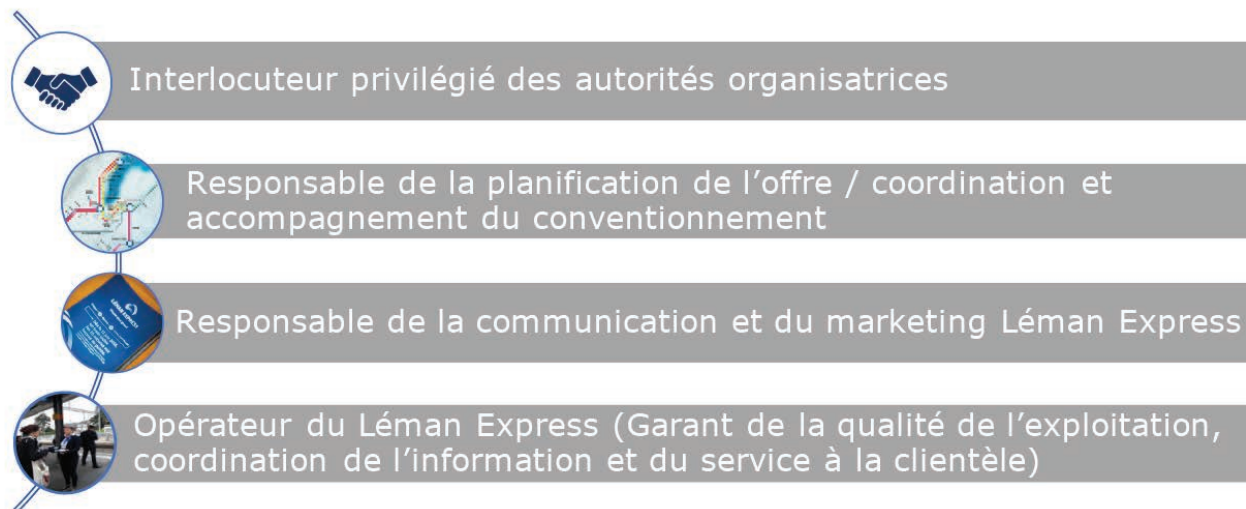 Interlocuteur privilégié des autorités organisatrices
Responsable de la planification de l’offre / coordination et
accompagnement du conventionnement
LÉMAN EXPRESS
Responsable de la communication et du marketing Léman Express
Opérateur du Léman Express (Garant de la qualité de l’exploitation,
coordination de l’information et du service à la clientèle)